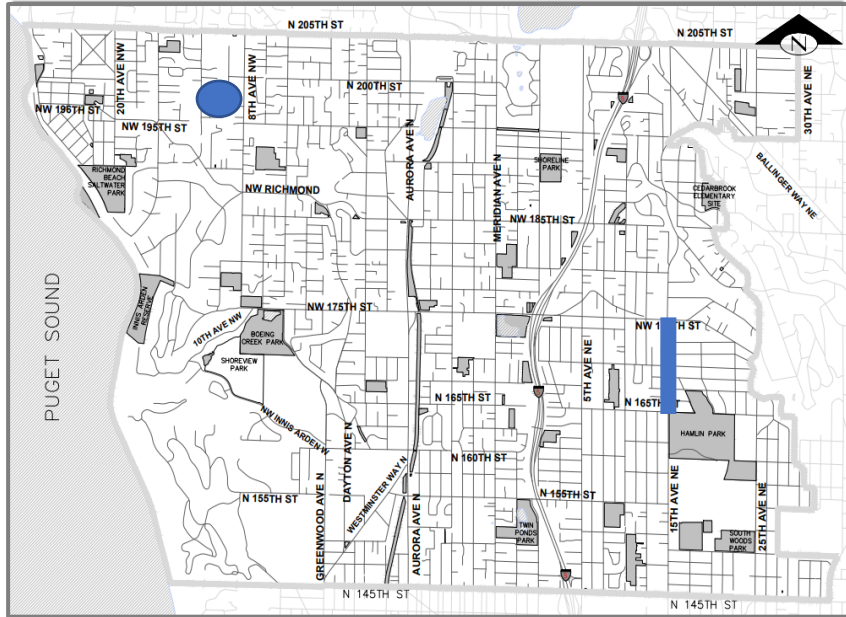 N 205TH ST
N 205TH ST
N
20TH AVE NW
8TH AVE NW
N 200TH ST
NW 196TH ST
NW 195TH ST
30TH AVE NE
AURORA AVE N
MERIDIAN AVE N
SHORELINE
PARK
BALLINGER WAY NE
RICHMOND
BEACH
SALTWATER
PARK
NW RICHMOND
CEDARBROOK
ELEMENTARY
SITE
NW 185TH ST
PUGET SOUND
INNIS ARDEN
RESERVE
NW 175TH ST
10TH AVE NW
BOEING
CREEK PARK
SHOREVIEW
PARK
5TH AVE NE
N 165TH ST
HAMLIN PARK
NW INNIS ARDEN W
DAYTON AVE N
GREENWOOD AVE N
WESTMINSTER WAY N
N 160TH ST
N 155TH ST
N 155TH ST
AURORA AVE N
TWIN
PONDS
PARK
15TH AVE NE
25TH AVE NE
SOUTH
WOODS
PARK
N 145TH ST
N 145TH ST